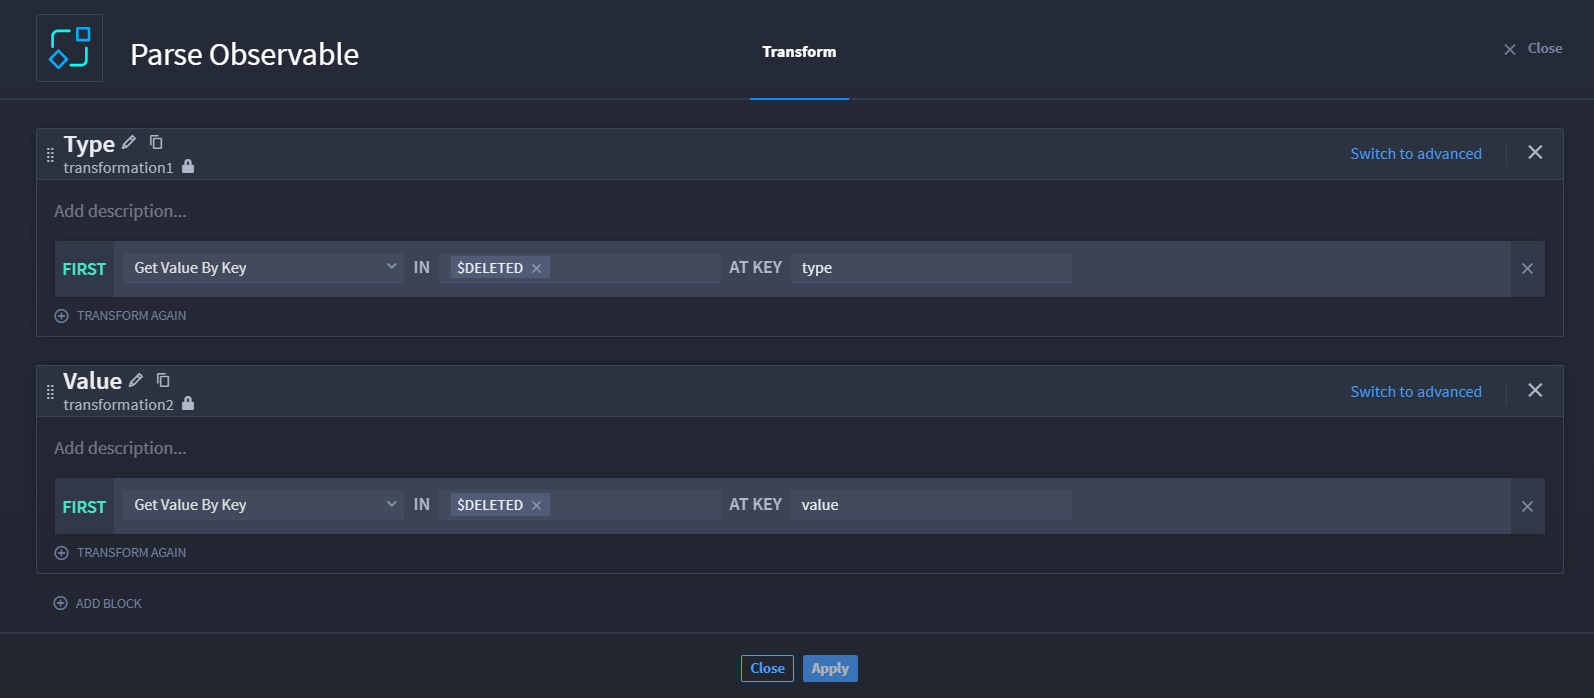 Parse Observable
Transform
Close
Type
transformation1
Switch to advanced
Add description...
FIRST Get Value By Key IN $DELETED AT KEY type
TRANSFORM AGAIN
Value
transformation2
Switch to advanced
Add description...
FIRST Get Value By Key IN $DELETED AT KEY value
TRANSFORM AGAIN
ADD BLOCK
Close Apply